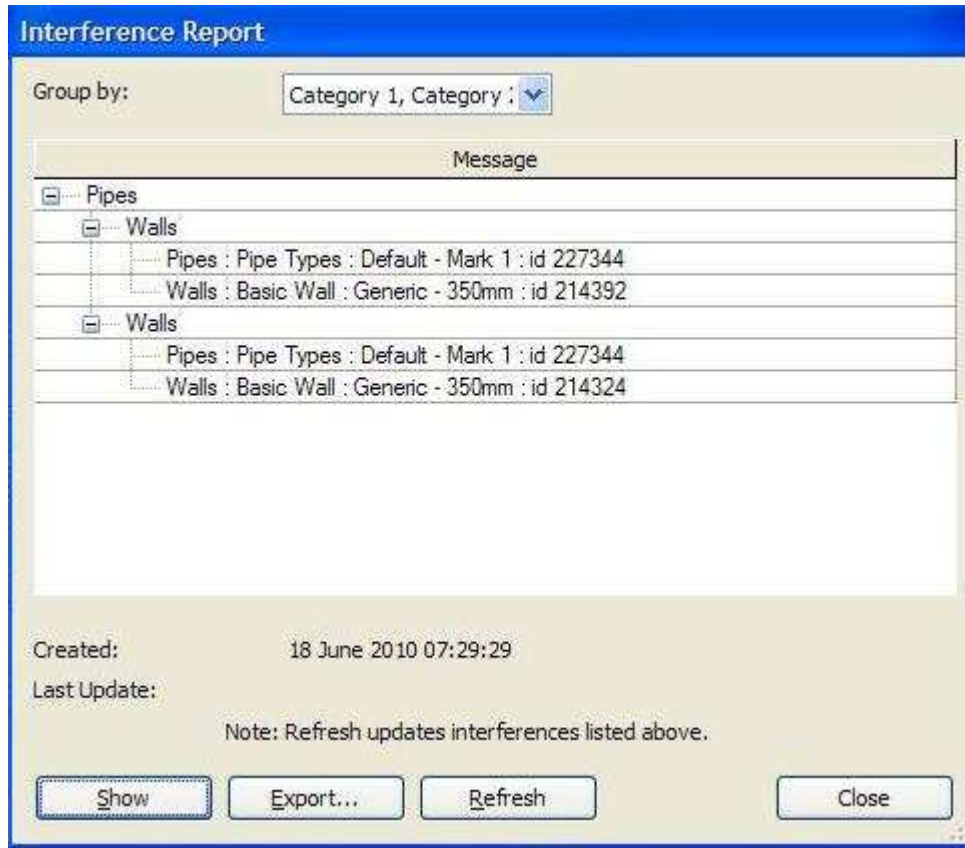 Interference Report
Group by: Category 1, Category
Message
Pipes
Walls
Pipes : Pipe Types : Default - Mark 1 : id 227344
Walls : Basic Wall : Generic - 350mm : id 214392
Walls
Pipes : Pipe Types : Default - Mark 1 : id 227344
Walls : Basic Wall : Generic - 350mm : id 214324
Created: 18 June 2010 07:29:29
Last Update:
Note: Refresh updates interferences listed above.
Show Export... Refresh Close